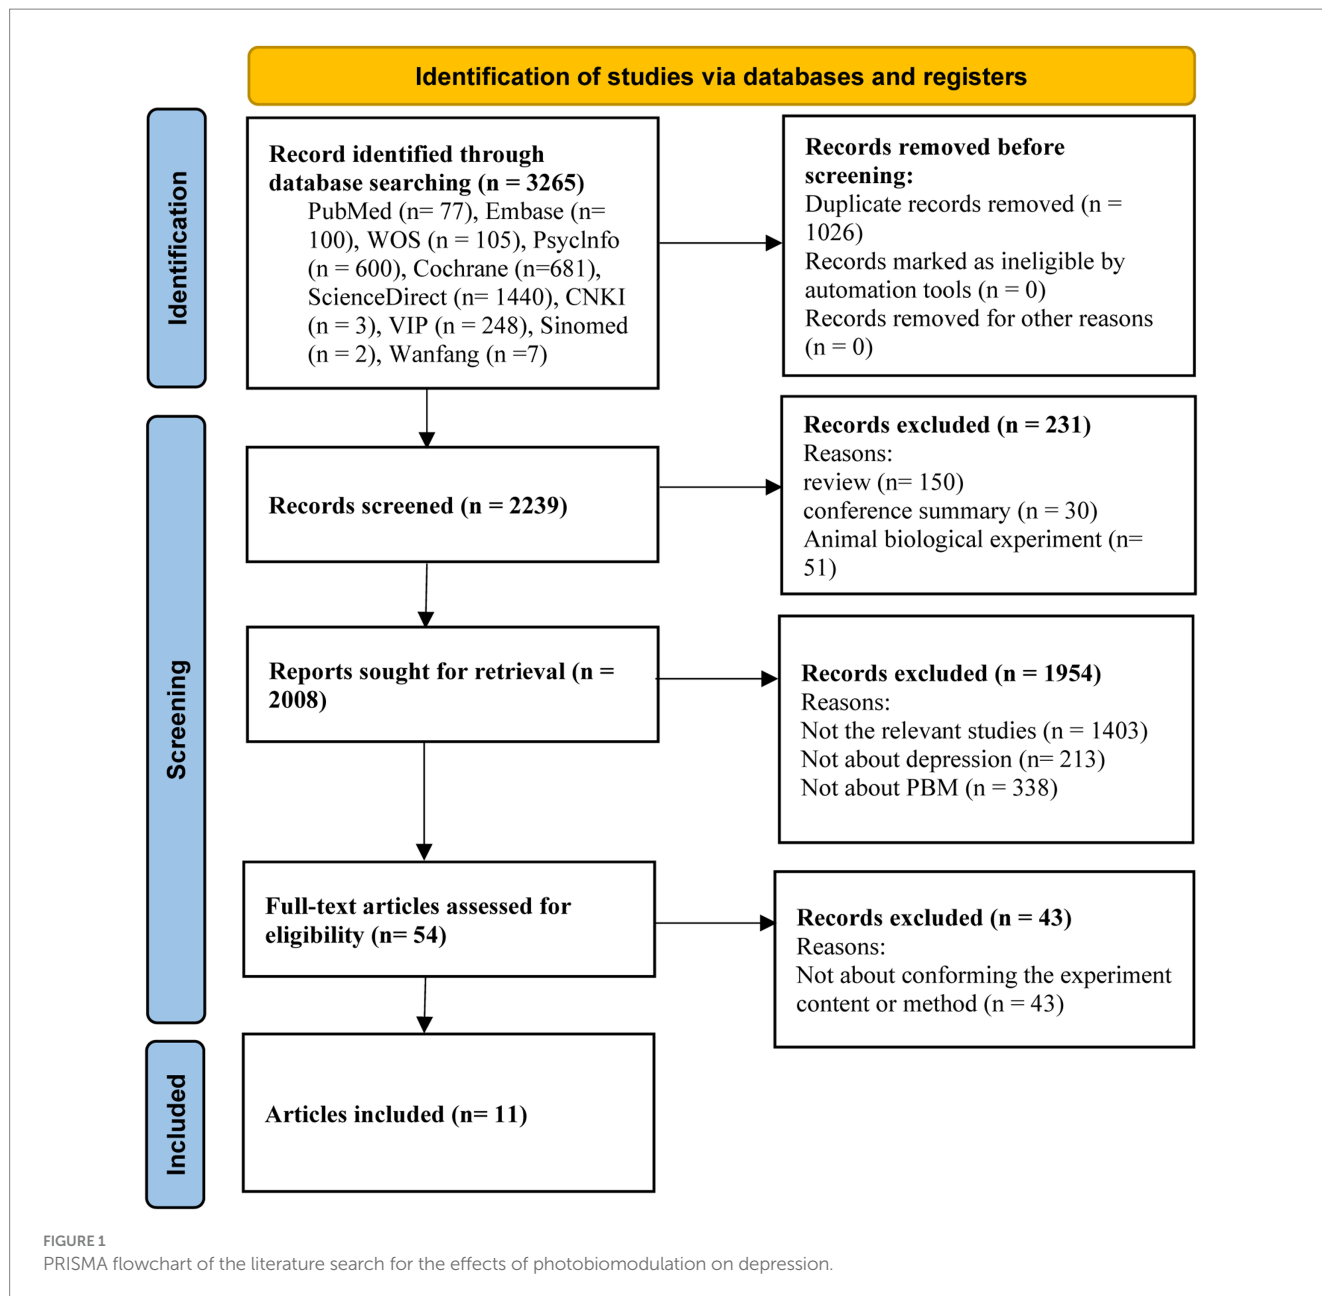 Identification of studies via databases and registers
Identification
Record identified through
database searching (n = 3265)
PubMed (n= 77), Embase (n=
100), WOS (n = 105), PsycInfo
(n = 600), Cochrane (n=681),
ScienceDirect (n= 1440), CNKI
(n = 3), VIP (n = 248), Sinomed
(n = 2), Wanfang (n =7)
Records removed before
screening:
Duplicate records removed (n =
1026)
Records marked as ineligible by
automation tools (n = 0)
Records removed for other reasons
(n = 0)
Screening
Records screened (n = 2239)
Records excluded (n = 231)
Reasons:
review (n= 150)
conference summary (n = 30)
Animal biological experiment (n=
51)
Reports sought for retrieval (n =
2008)
Records excluded (n = 1954)
Reasons:
Not the relevant studies (n = 1403)
Not about depression (n= 213)
Not about PBM (n = 338)
Full-text articles assessed for
eligibility (n= 54)
Records excluded (n = 43)
Reasons:
Not about conforming the experiment
content or method (n = 43)
Included
Articles included (n= 11)
FIGURE 1
PRISMA flowchart of the literature search for the effects of photobiomodulation on depression.